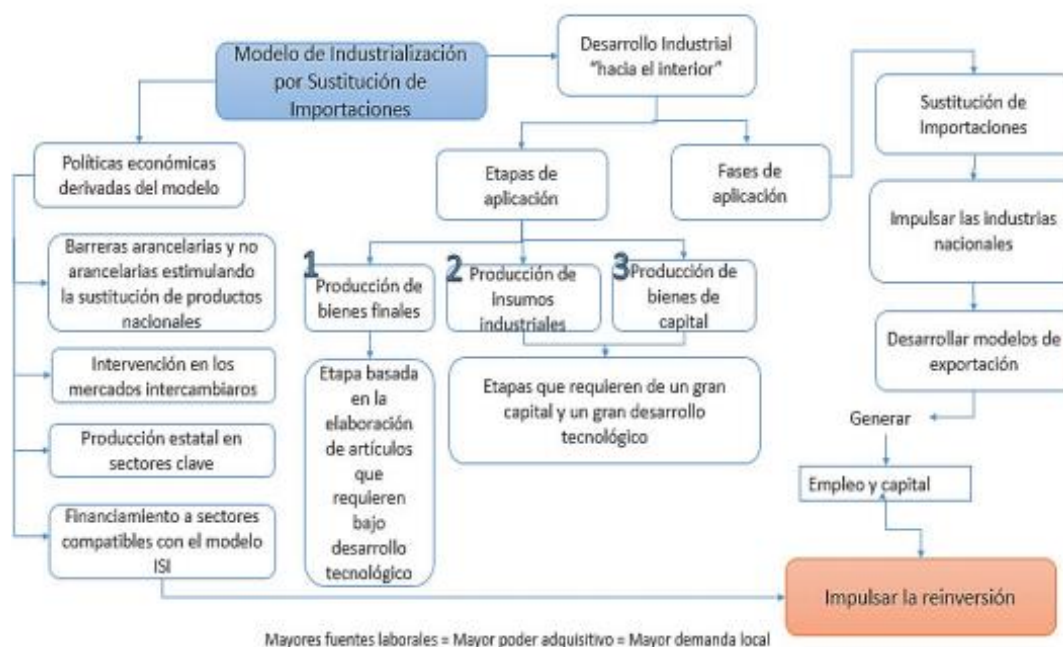 Modelo de Industrialización
por Sustitución de
Importaciones
Desarrollo Industrial
“hacia el interior”
Políticas económicas
derivadas del modelo
Barreras arancelarias y no
arancelarias estimulando
la sustitución de productos
nacionales
Intervención en los
mercados intercambiaros
Producción estatal en
sectores clave
Financiamiento a sectores
compatibles con el modelo
ISI
Etapas de
aplicación
1
Producción de
bienes finales
Etapa basada
en la
elaboración
de artículos
que
requieren
bajo
desarrollo
tecnológico
2
Producción de
insumos
industriales
3
Producción de
bienes de
capital
Etapas que requieren de un gran
capital y un gran desarrollo
tecnológico
Fases de
aplicación
Sustitución de
Importaciones
Impulsar las industrias
nacionales
Desarrollar modelos de
exportación
Generar
Empleo y capital
Impulsar la reinversión
Mayores fuentes laborales = Mayor poder adquisitivo = Mayor demanda local